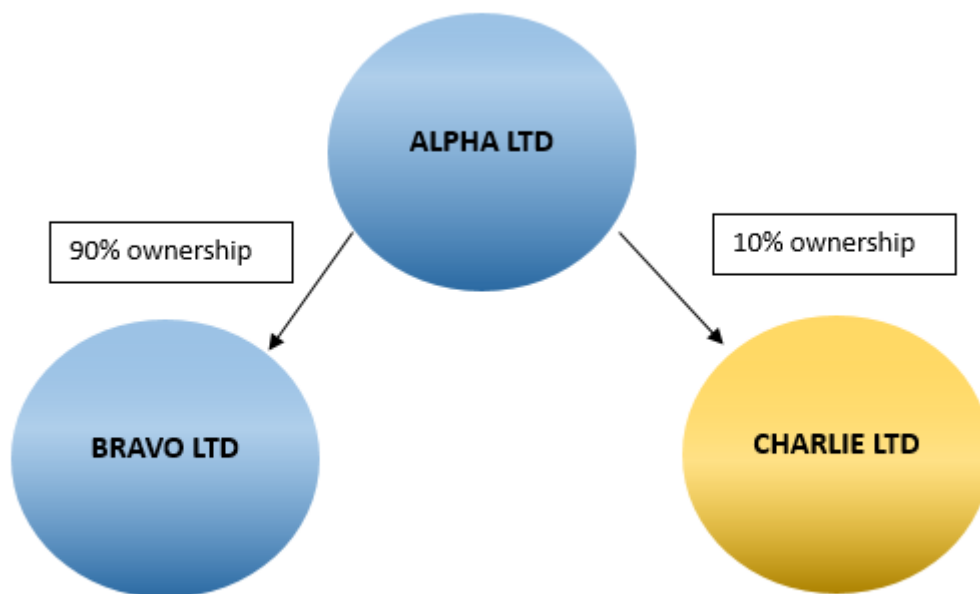 ALPHA LTD
90% ownership
10% ownership
BRAVO LTD
CHARLIE LTD